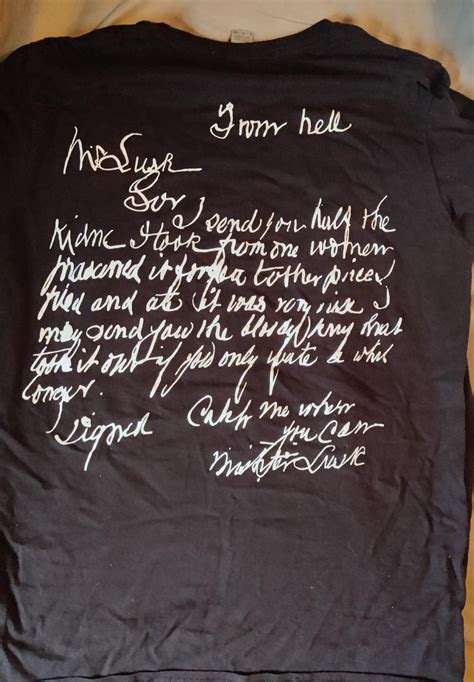 From hell
Mr Lusk
Sor
I send you half the
Kidne I took from one women
prasarved it for you tother piece I
fried and ate it was very nise I
may send you the bloody knif that
took it out if you only wate a whil
longer.
signed Catch me when
you can
Mishter Lusk